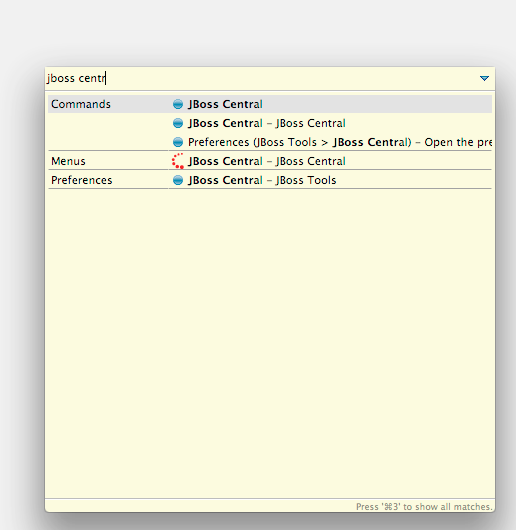 jboss centr
Commands JBoss Central
JBoss Central – JBoss Central
Preferences (JBoss Tools > JBoss Central) – Open the pre
Menus JBoss Central – JBoss Central
Preferences JBoss Central – JBoss Tools
Press '⌘3' to show all matches.